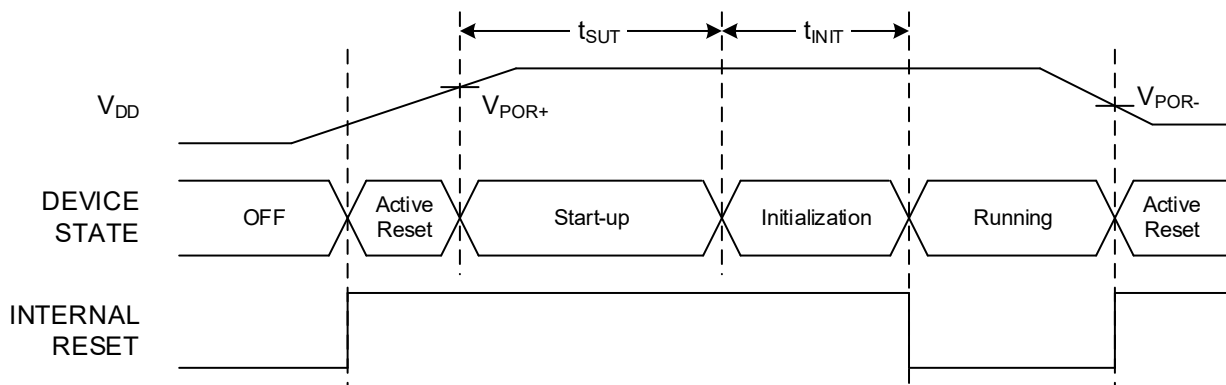 tSUT
tINIT
VDD
VPOR+
VPOR-
DEVICE
STATE
OFF
Active
Reset
Start-up
Initialization
Running
Active
Reset
INTERNAL
RESET